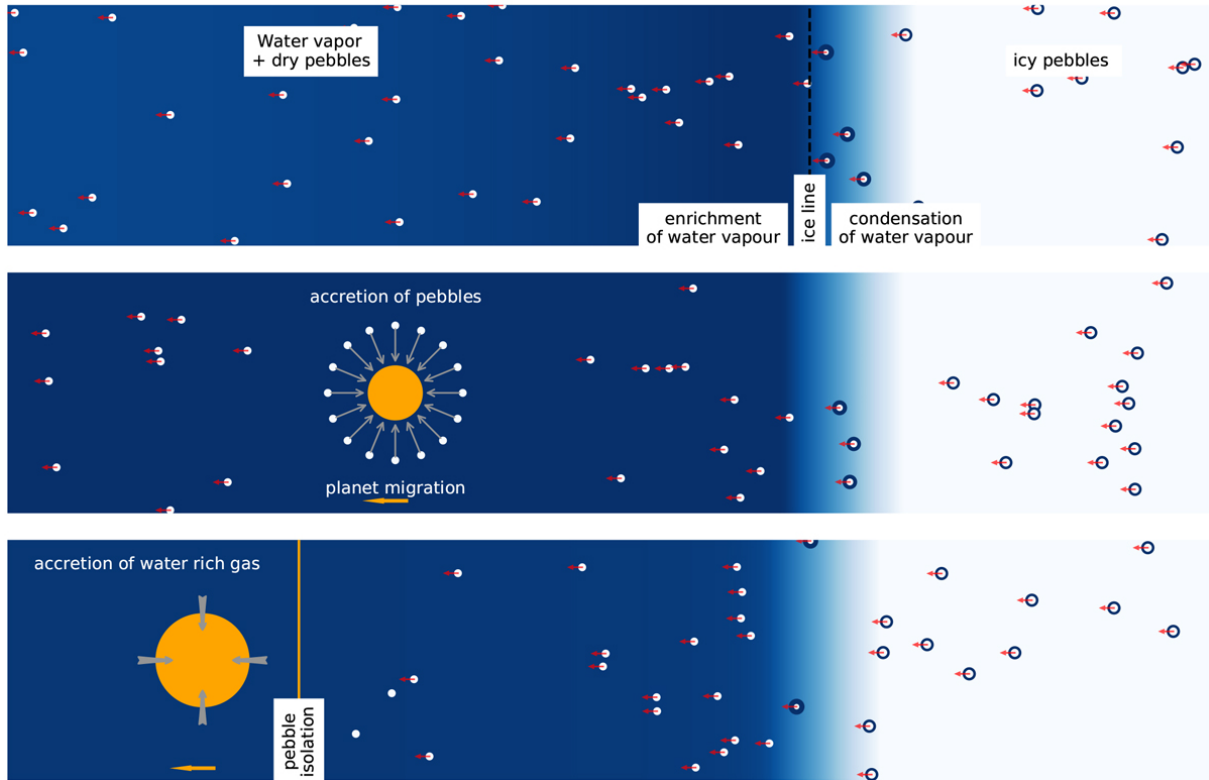 Water vapor
+ dry pebbles
icy pebbles
enrichment
of water vapour
ice line
condensation
of water vapour
accretion of pebbles
planet migration
accretion of water rich gas
pebble
isolation